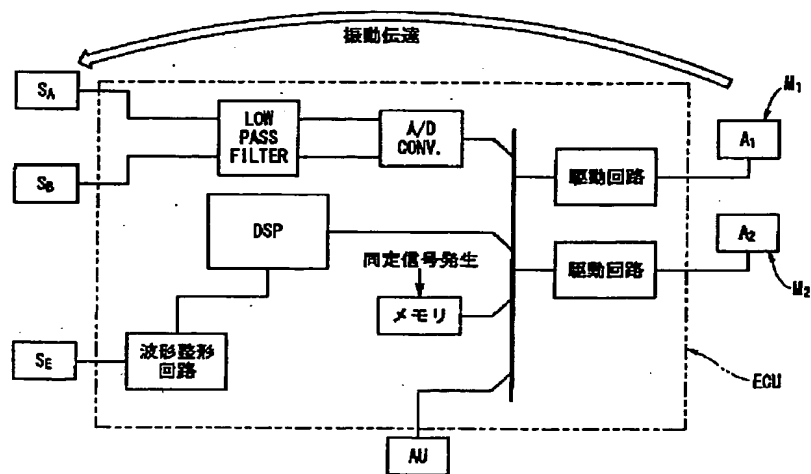 振動伝達
SA
LOW
PASS
FILTER
A/D
CONV.
M1
A1
SB
駆動回路
DSP
A2
同定信号発生
駆動回路
M2
メモリ
SE
波形整形
回路
ECU
AU